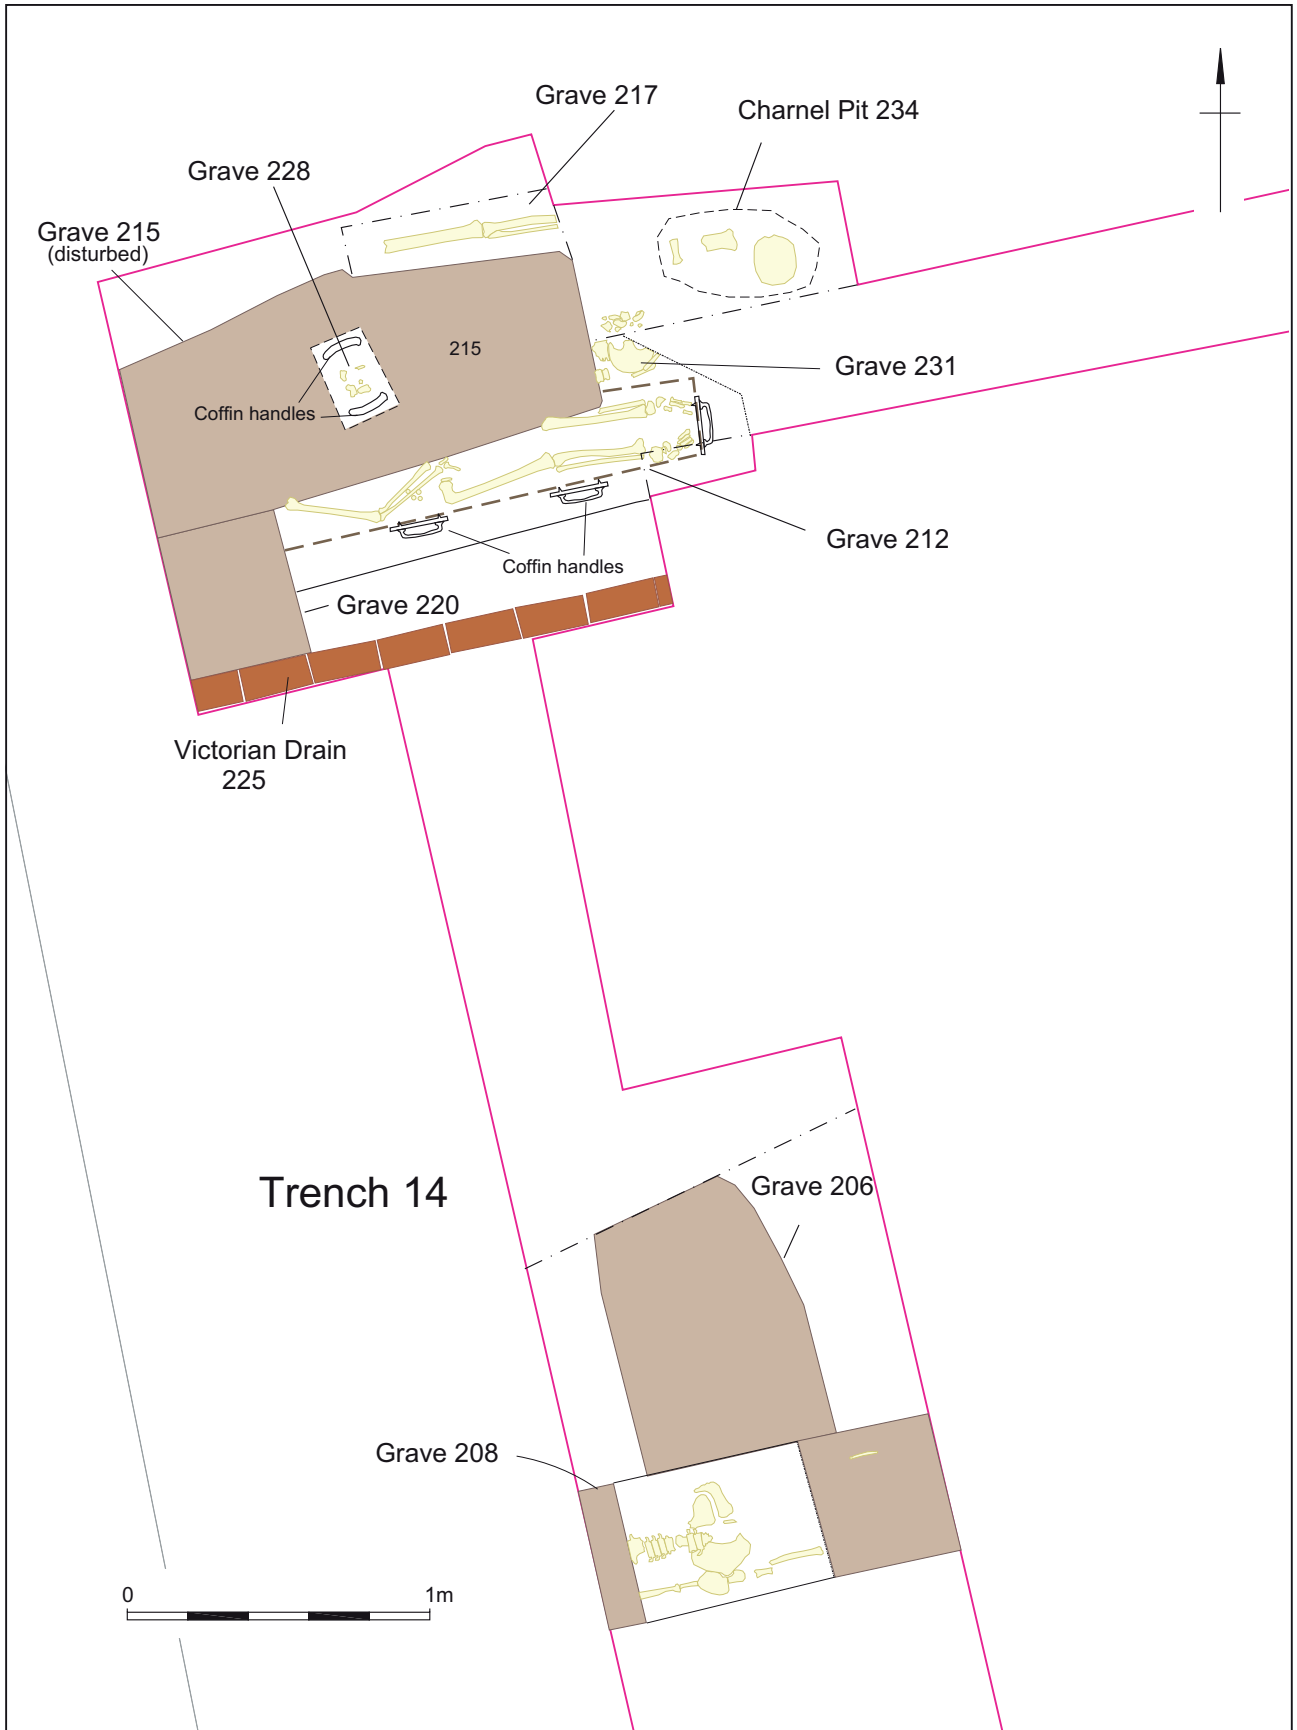 Grave 217
Charnel Pit 234
Grave 228
Grave 215
(disturbed)
215
Grave 231
Coffin handles
Grave 212
Coffin handles
Grave 220
Victorian Drain
225
Trench 14
Grave 206
Grave 208
0 1m